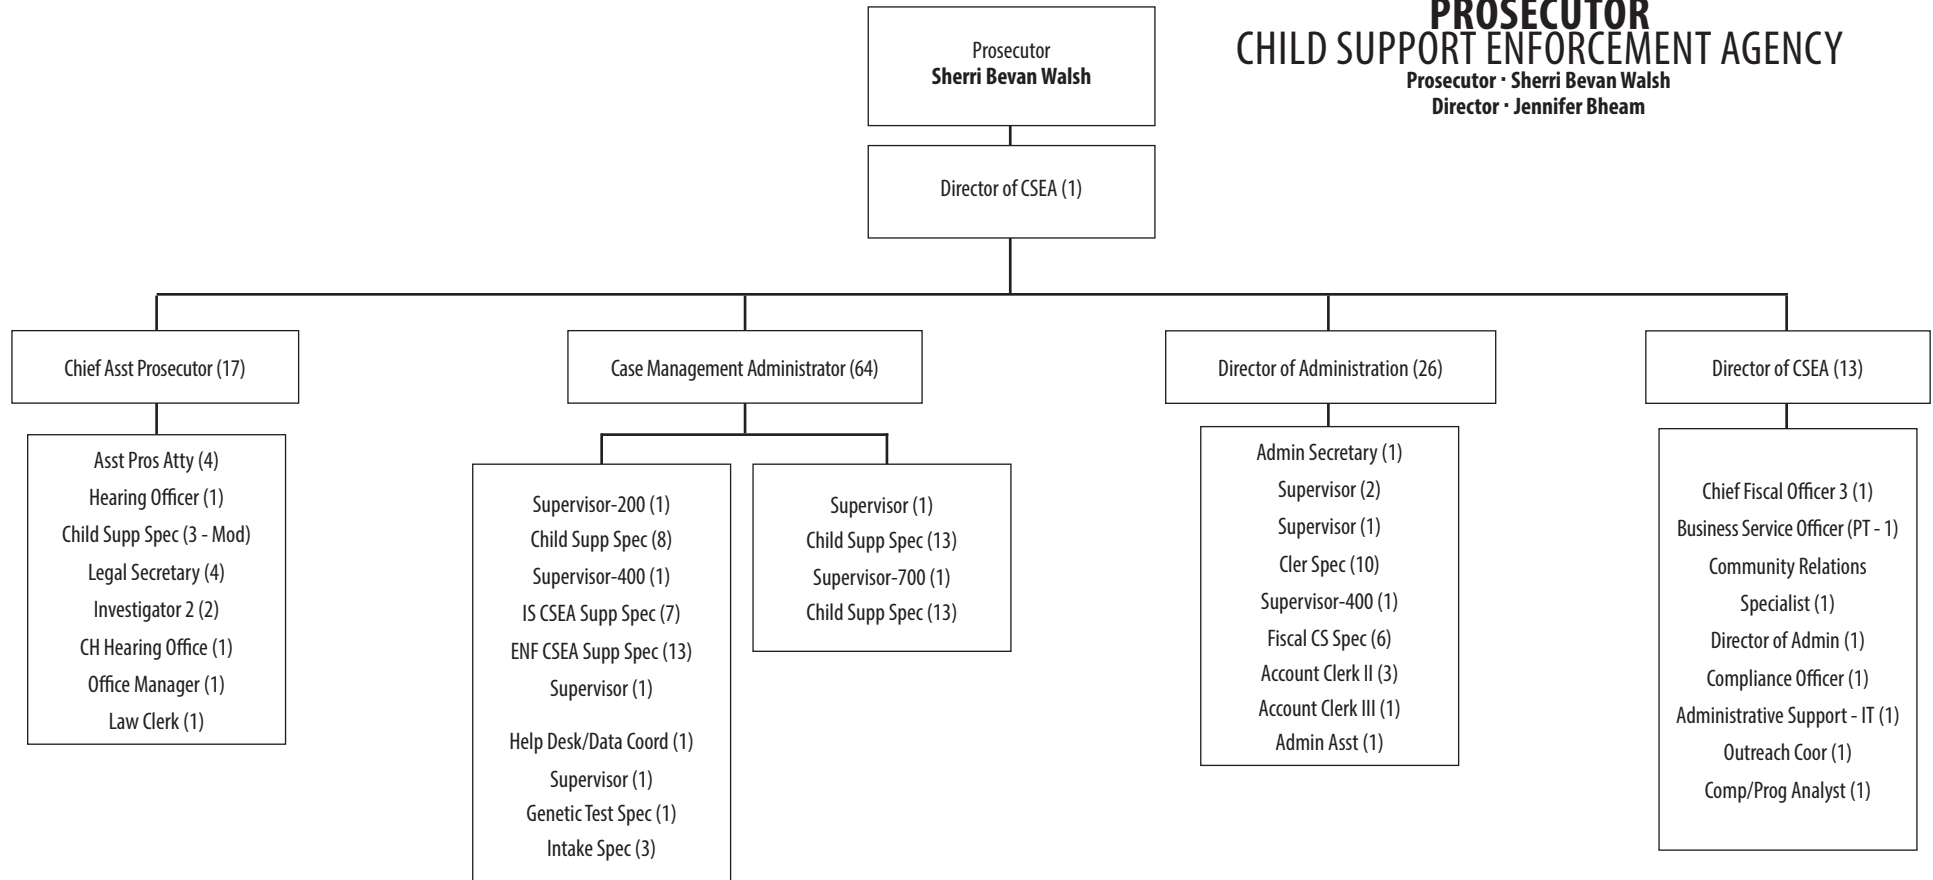 PROSECUTOR
CHILD SUPPORT ENFORCEMENT AGENCY
Prosecutor · Sherri Bevan Walsh
Director · Jennifer Bheam
Prosecutor
Sherri Bevan Walsh
Director of CSEA (1)
Chief Asst Prosecutor (17)
Case Management Administrator (64)
Director of Administration (26)
Director of CSEA (13)
Asst Pros Atty (4)
Hearing Officer (1)
Child Supp Spec (3 - Mod)
Legal Secretary (4)
Investigator 2 (2)
CH Hearing Office (1)
Office Manager (1)
Law Clerk (1)
Supervisor-200 (1)
Child Supp Spec (8)
Supervisor-400 (1)
IS CSEA Supp Spec (7)
ENF CSEA Supp Spec (13)
Supervisor (1)
Help Desk/Data Coord (1)
Supervisor (1)
Genetic Test Spec (1)
Intake Spec (3)
Supervisor (1)
Child Supp Spec (13)
Supervisor-700 (1)
Child Supp Spec (13)
Admin Secretary (1)
Supervisor (2)
Supervisor (1)
Cler Spec (10)
Supervisor-400 (1)
Fiscal CS Spec (6)
Account Clerk II (3)
Account Clerk III (1)
Admin Asst (1)
Chief Fiscal Officer 3 (1)
Business Service Officer (PT - 1)
Community Relations
Specialist (1)
Director of Admin (1)
Compliance Officer (1)
Administrative Support - IT (1)
Outreach Coor (1)
Comp/Prog Analyst (1)